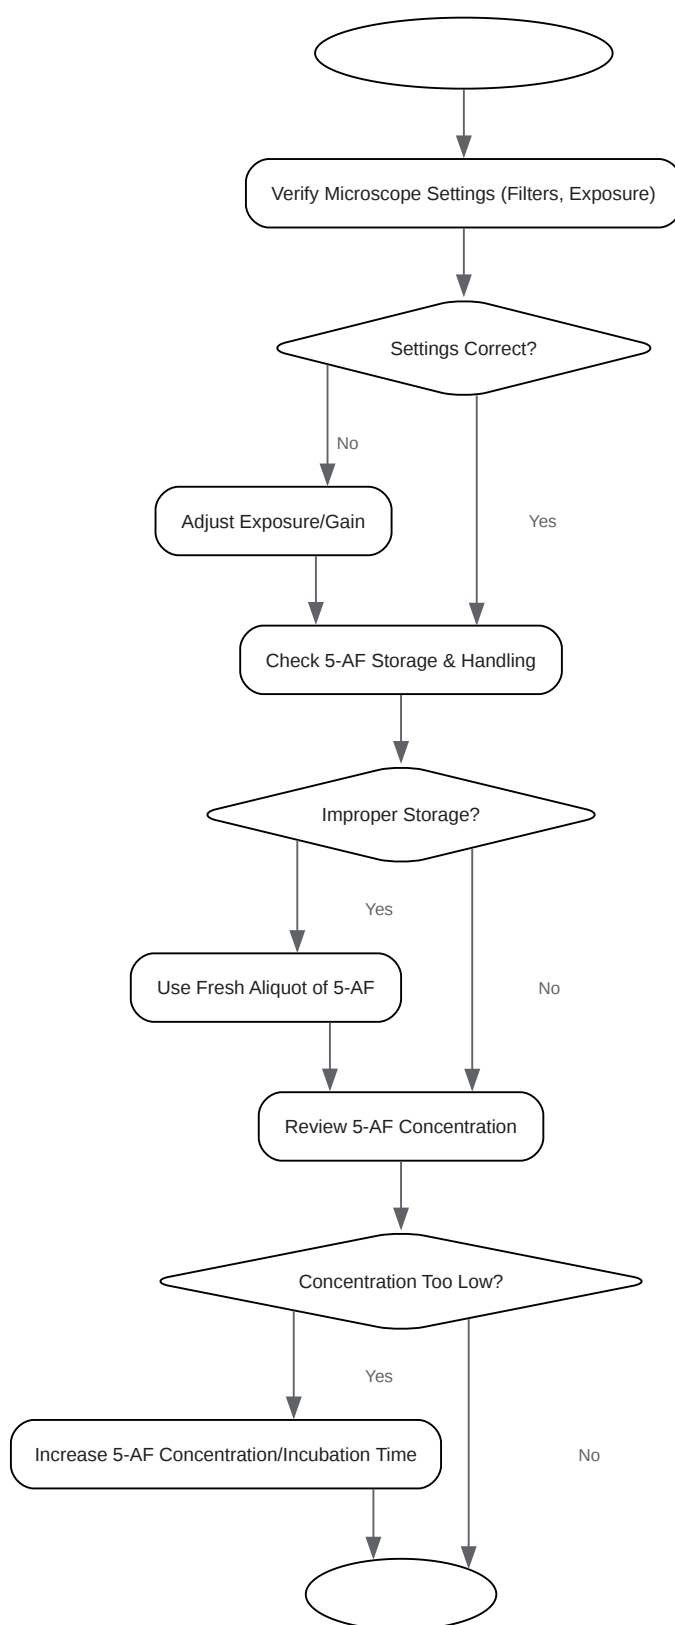 Verify Microscope Settings (Filters, Exposure)
Settings Correct?
No
Adjust Exposure/Gain
Yes
Check 5-AF Storage & Handling
Improper Storage?
Yes
Use Fresh Aliquot of 5-AF
No
Review 5-AF Concentration
Concentration Too Low?
Yes
Increase 5-AF Concentration/Incubation Time
No